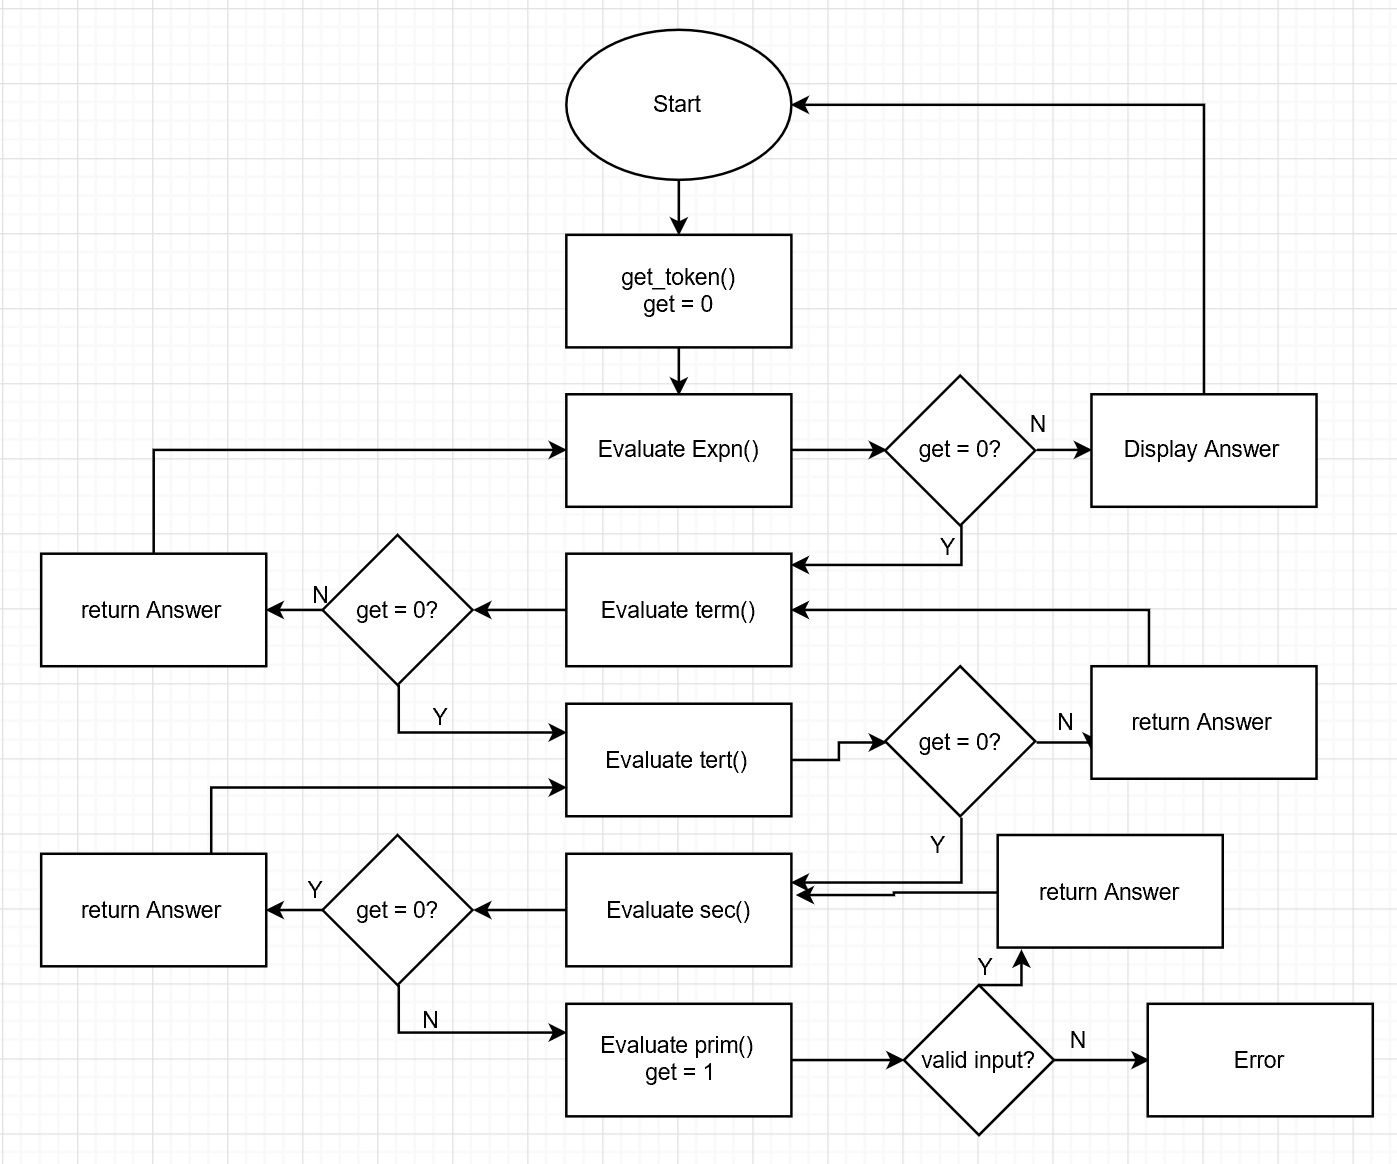 Start
get_token()
get = 0
Evaluate Expn()
get = 0?
N
Display Answer
Y
return Answer
N
get = 0?
Evaluate term()
Y
Evaluate tert()
get = 0?
N
return Answer
Y
return Answer
Y
get = 0?
Evaluate sec()
return Answer
N
Evaluate prim()
get = 1
Y
valid input?
N
Error